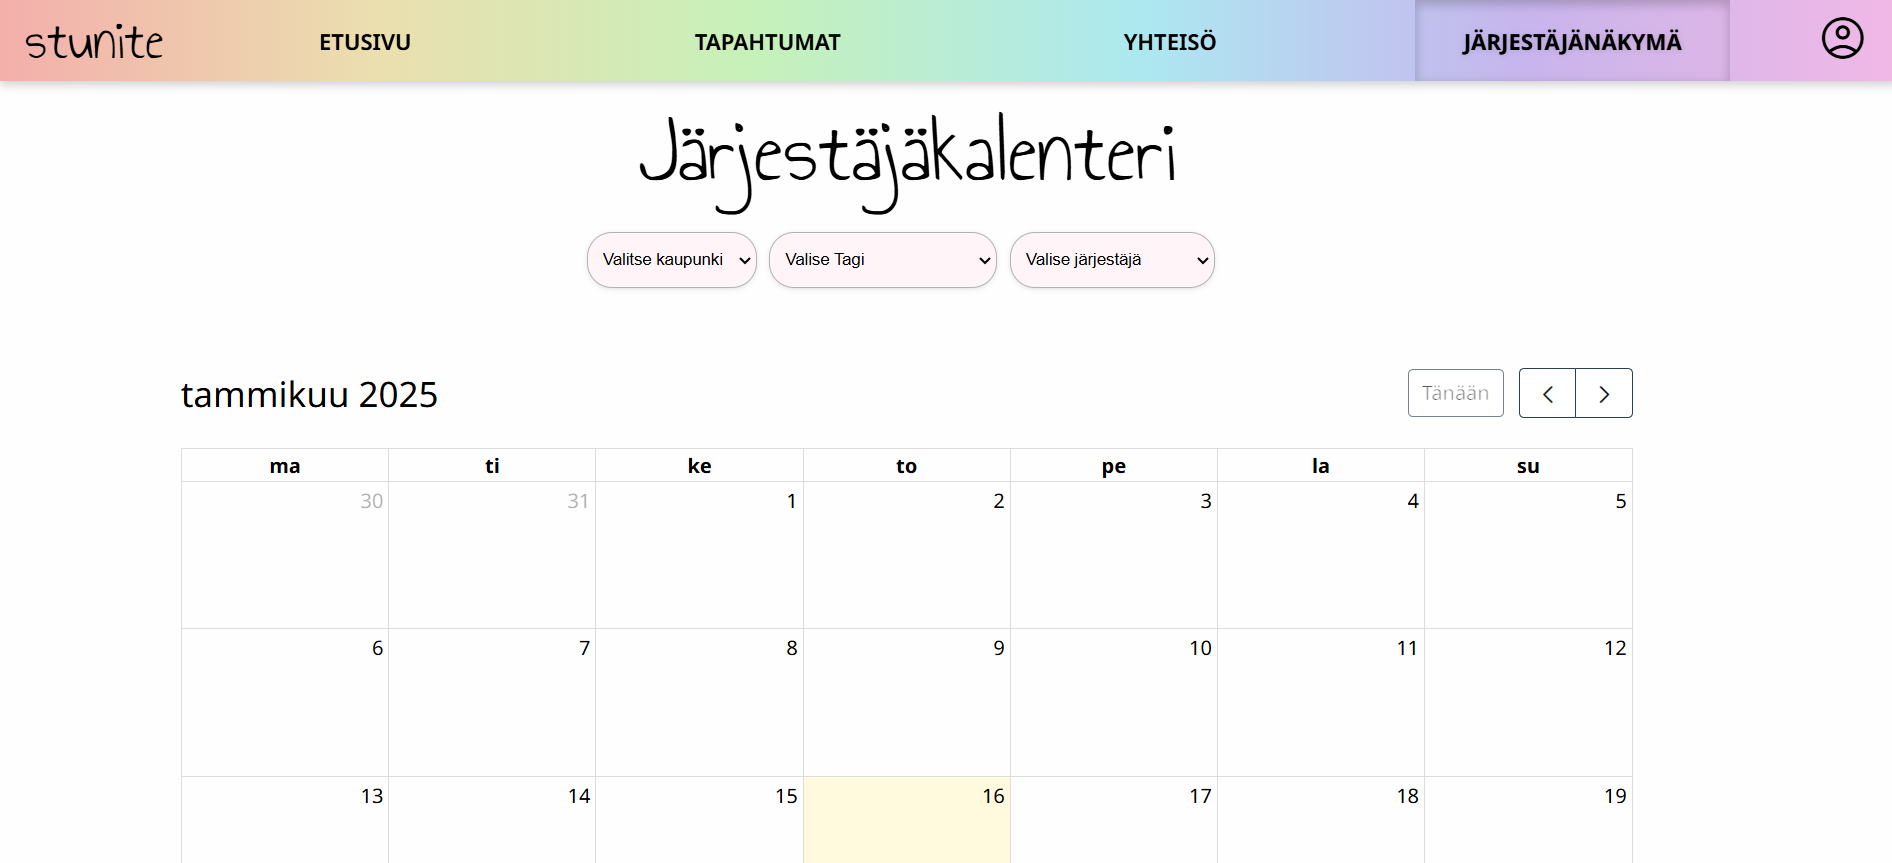 stunite ETUSIVU TAPAHTUMAT YHTEISÖ JÄRJESTÄJÄNÄKYMÄ
Järjestäjäkalenteri
Valitse kaupunki Valise Tagi Valise järjestäjä
tammikuu 2025 Tänään
ma ti ke to pe la su
30 31 1 2 3 4 5
6 7 8 9 10 11 12
13 14 15 16 17 18 19